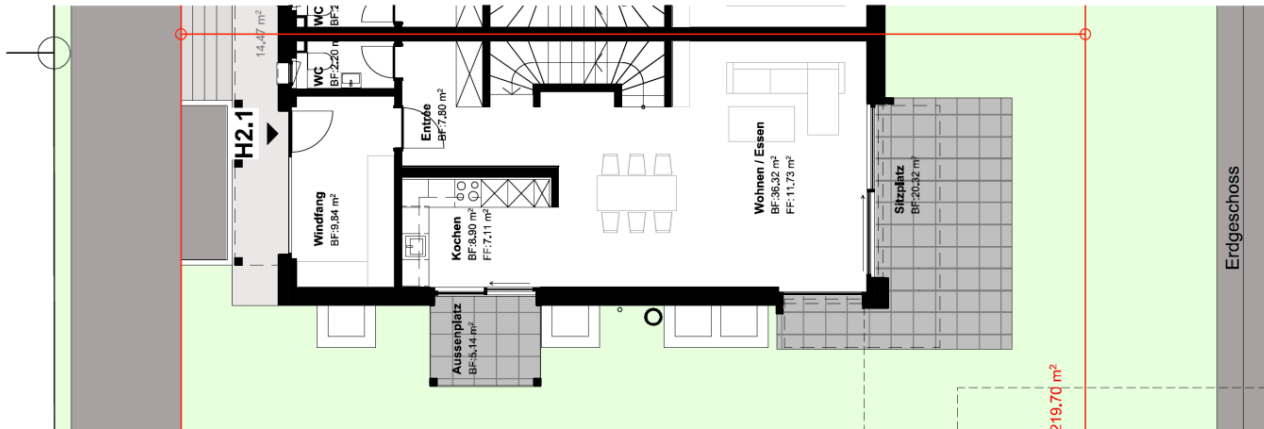 14.47 m²
WC
WC
BF:2.20 m²
H2.1
Entrée
BF:7.80 m²
Windfang
BF:9.84 m²
Kochen
BF:8.90 m²
FF:7.11 m²
Wohnen / Essen
BF:36.32 m²
FF:11.73 m²
Sitzplatz
BF:20.32 m²
Aussenplatz
BF:5.14 m²
219.70 m²
Erdgeschoss